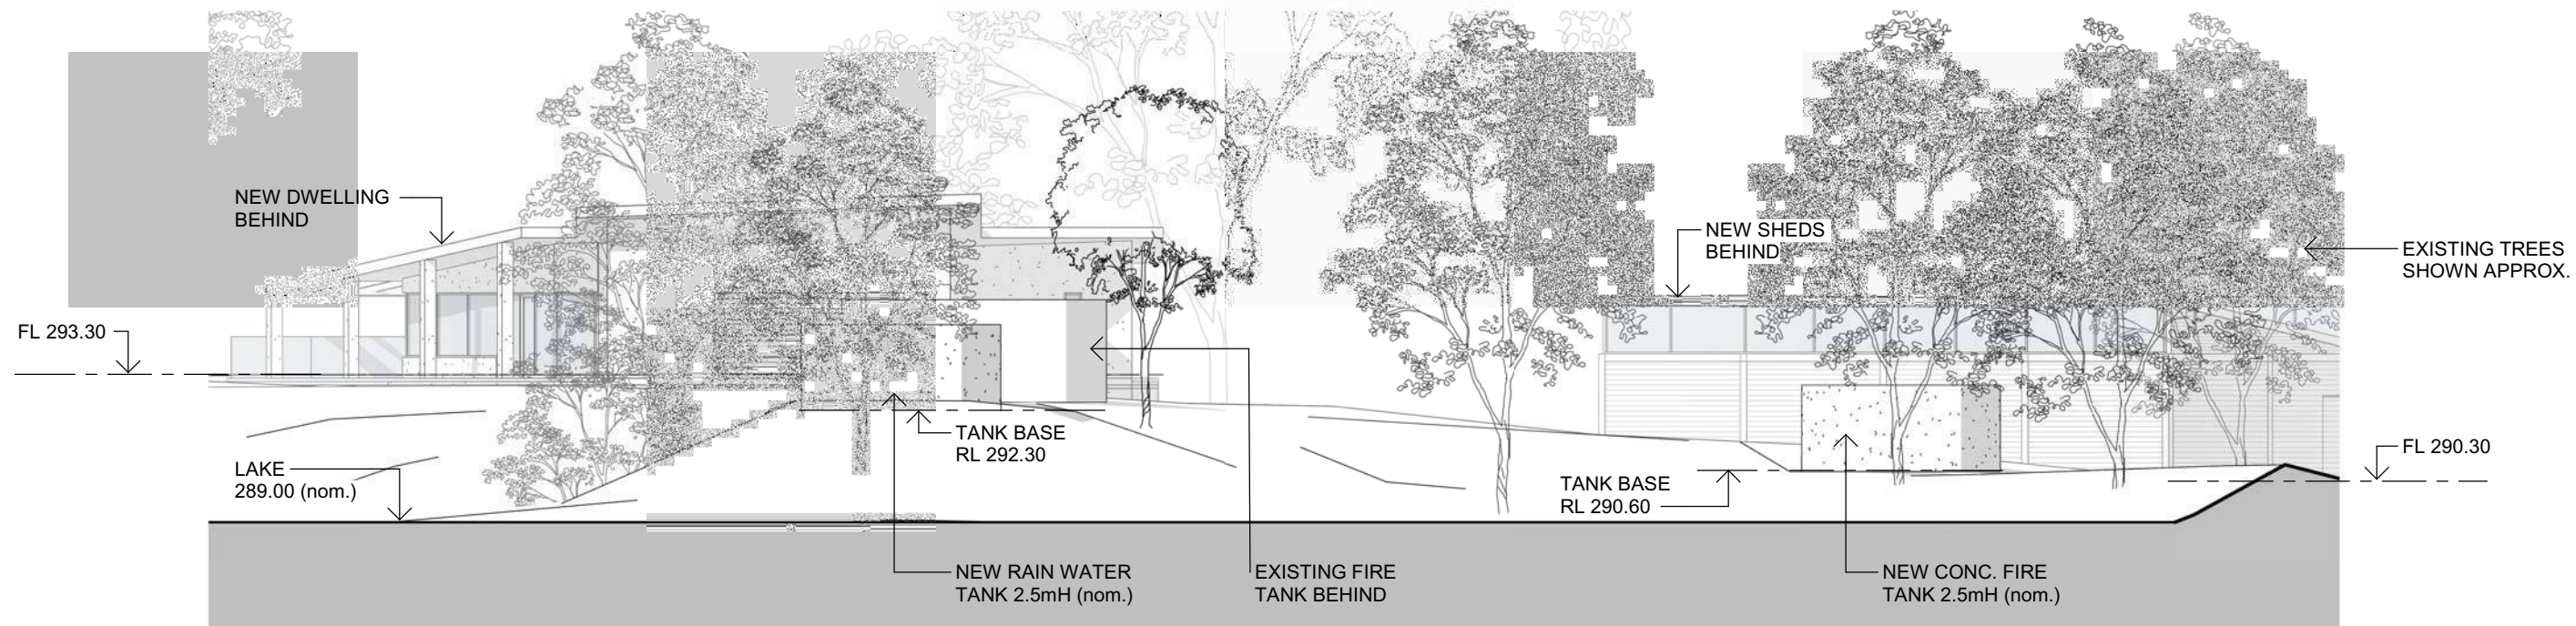 NEW DWELLING
BEHIND
NEW SHEDS
BEHIND
EXISTING TREES
SHOWN APPROX.
FL 293.30
TANK BASE
RL 292.30
FL 290.30
LAKE
289.00 (nom.)
TANK BASE
RL 290.60
NEW RAIN WATER
TANK 2.5mH (nom.)
EXISTING FIRE
TANK BEHIND
NEW CONC. FIRE
TANK 2.5mH (nom.)